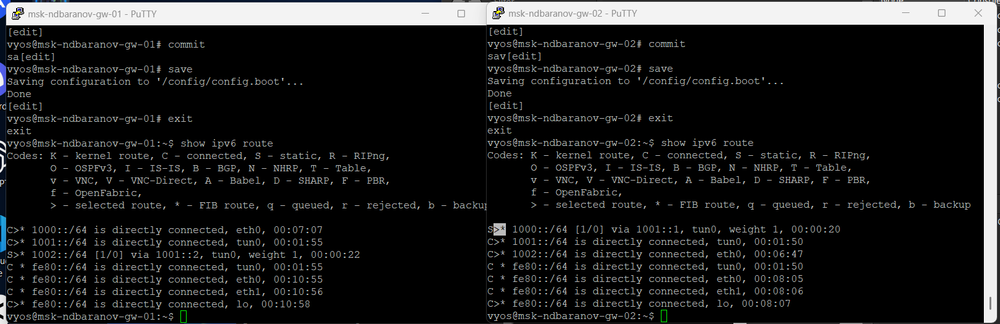 msk-ndbaranov-gw-01 - PuTTY
[edit]
vyos@msk-ndbaranov-gw-01# commit
sa[edit]
vyos@msk-ndbaranov-gw-01# save
Saving configuration to '/config/config.boot'...
Done
[edit]
vyos@msk-ndbaranov-gw-01# exit
exit
vyos@msk-ndbaranov-gw-01:~$ show ipv6 route
Codes: K - kernel route, C - connected, S - static, R - RIPng,
       O - OSPFv3, I - IS-IS, B - BGP, N - NHRP, T - Table,
       v - VNC, V - VNC-Direct, A - Babel, D - SHARP, F - PBR,
       f - OpenFabric,
       > - selected route, * - FIB route, q - queued, r - rejected, b - backup

C>* 1000::/64 is directly connected, eth0, 00:07:07
C>* 1001::/64 is directly connected, tun0, 00:01:55
S>* 1002::/64 [1/0] via 1001::2, tun0, weight 1, 00:00:22
C * fe80::/64 is directly connected, tun0, 00:01:55
C * fe80::/64 is directly connected, eth0, 00:10:55
C * fe80::/64 is directly connected, eth1, 00:10:56
C>* fe80::/64 is directly connected, lo, 00:10:58
vyos@msk-ndbaranov-gw-01:~$
msk-ndbaranov-gw-02 - PuTTY
[edit]
vyos@msk-ndbaranov-gw-02# commit
sav[edit]
vyos@msk-ndbaranov-gw-02# save
Saving configuration to '/config/config.boot'...
Done
[edit]
vyos@msk-ndbaranov-gw-02# exit
exit
vyos@msk-ndbaranov-gw-02:~$ show ipv6 route
Codes: K - kernel route, C - connected, S - static, R - RIPng,
       O - OSPFv3, I - IS-IS, B - BGP, N - NHRP, T - Table,
       v - VNC, V - VNC-Direct, A - Babel, D - SHARP, F - PBR,
       f - OpenFabric,
       > - selected route, * - FIB route, q - queued, r - rejected, b - backup

S>* 1000::/64 [1/0] via 1001::1, tun0, weight 1, 00:00:20
C>* 1001::/64 is directly connected, tun0, 00:01:50
C>* 1002::/64 is directly connected, eth0, 00:06:47
C * fe80::/64 is directly connected, tun0, 00:01:50
C * fe80::/64 is directly connected, eth0, 00:08:05
C * fe80::/64 is directly connected, eth1, 00:08:06
C>* fe80::/64 is directly connected, lo, 00:08:07
vyos@msk-ndbaranov-gw-02:~$